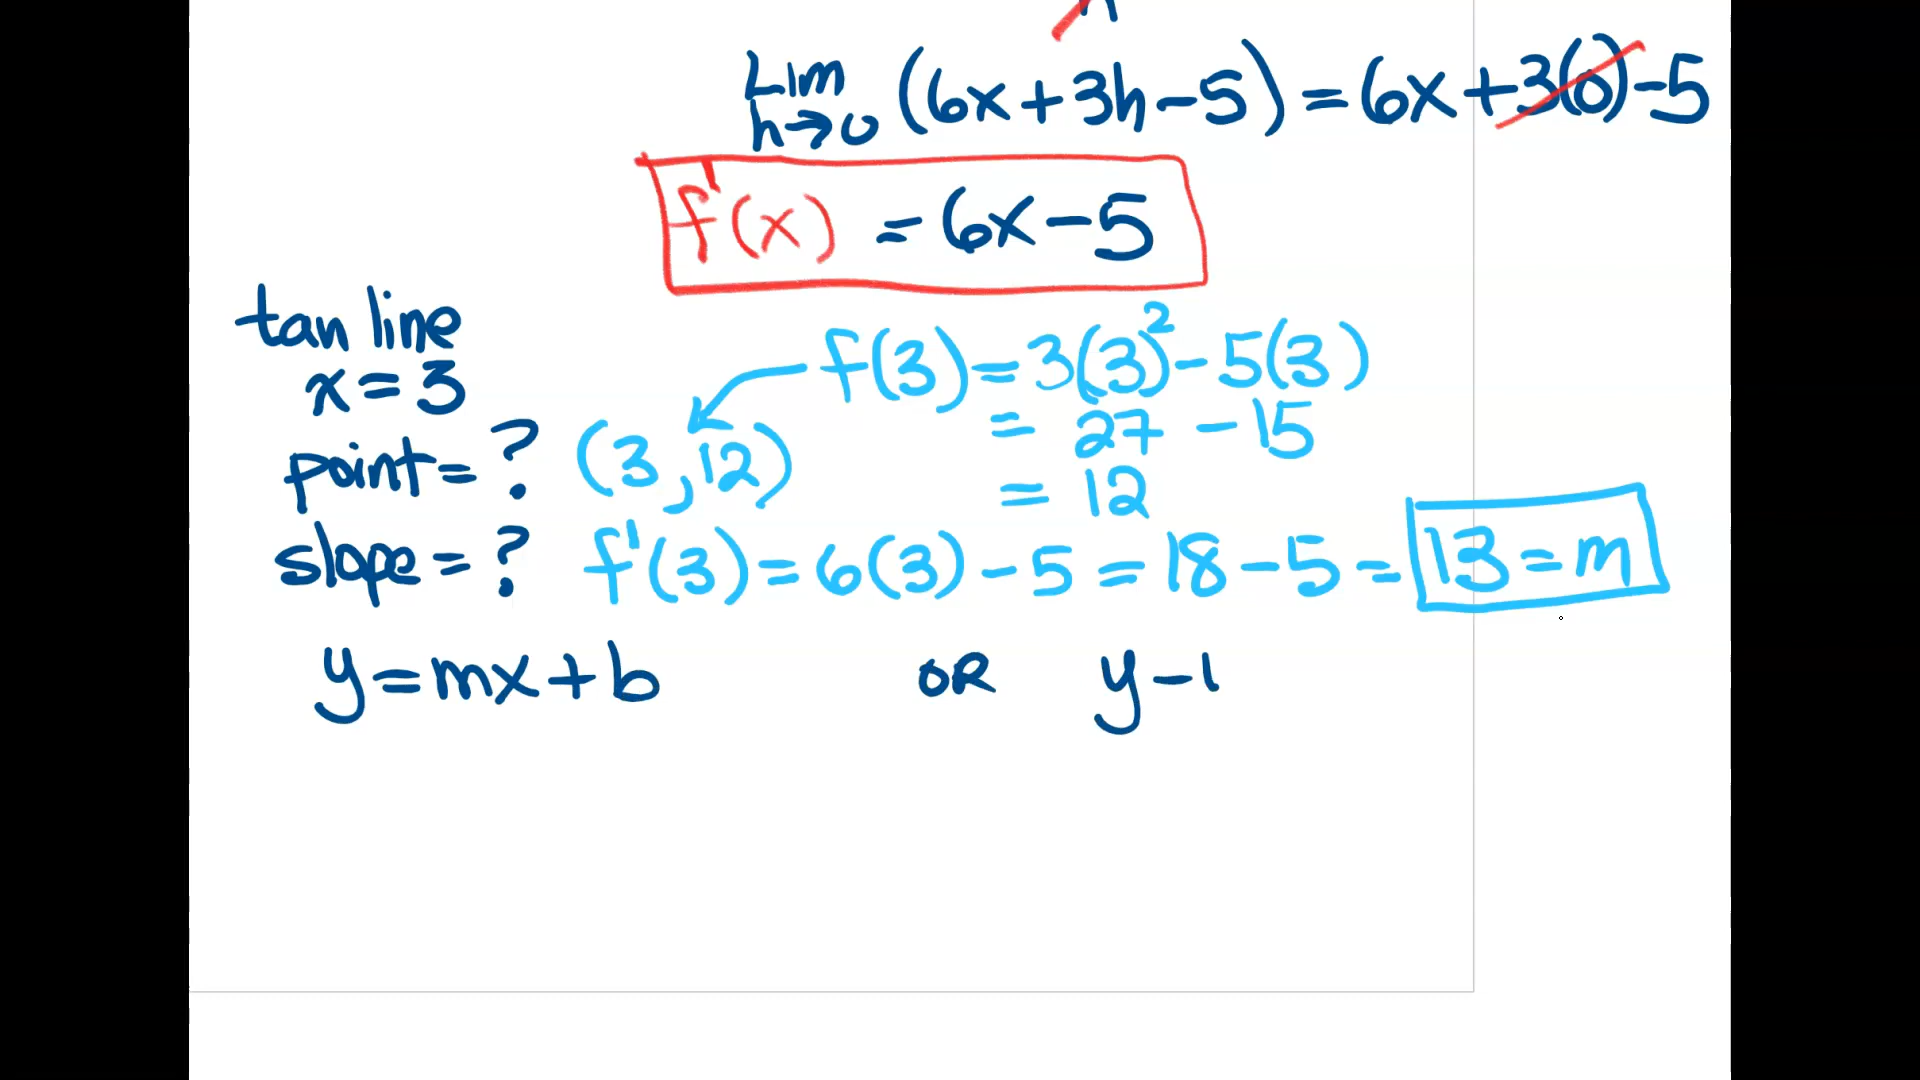 Lim (6x+3h-5) = 6x+3(0)-5
h→0
f'(x) = 6x-5
tan line
x=3
f(3) = 3(3)²-5(3)
= 27 - 15
= 12
point = ? (3,12)
slope = ? f'(3) = 6(3) - 5 = 18 - 5 = 13 = m
y = mx + b OR y - 1